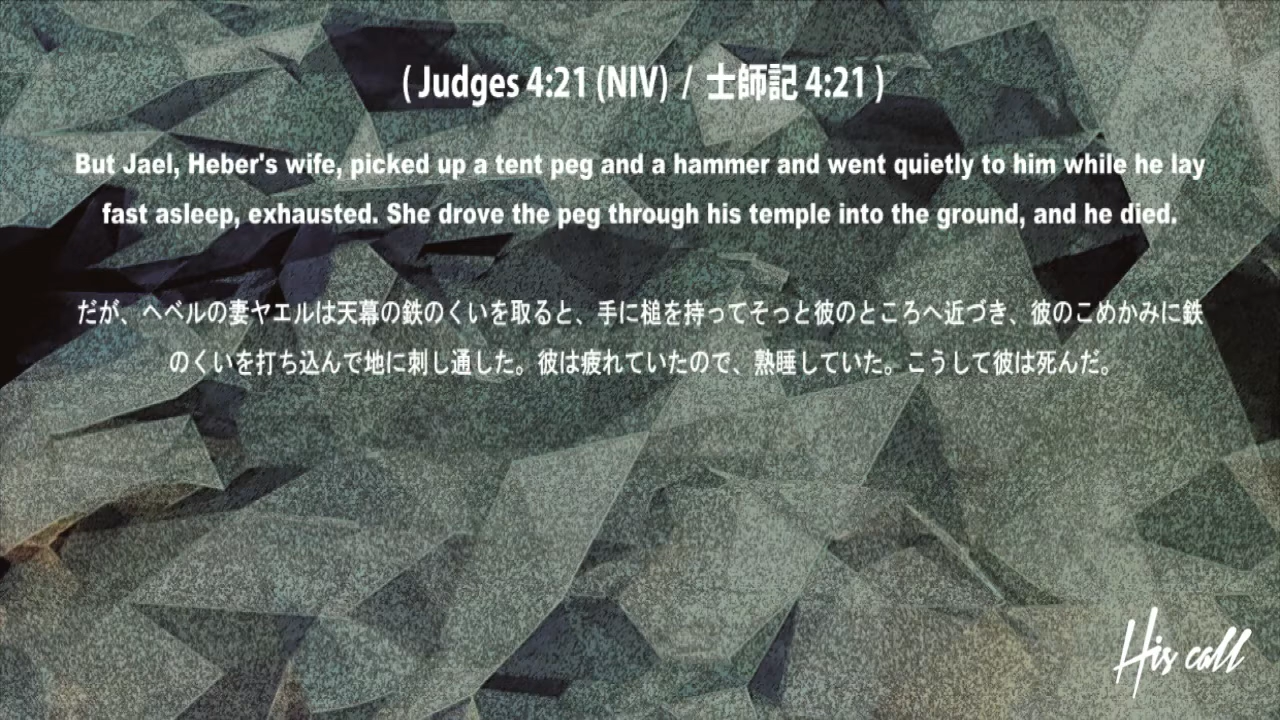 ( Judges 4:21 (NIV) / 士師記 4:21 )
But Jael, Heber's wife, picked up a tent peg and a hammer and went quietly to him while he lay
fast asleep, exhausted. She drove the peg through his temple into the ground, and he died.
だが、ヘベルの妻ヤエルは天幕の鉄のくいを取ると、手に槌を持ってそっと彼のところへ近づき、彼のこめかみに鉄
のくいを打ち込んで地に刺し通した。彼は疲れていたので、熟睡していた。こうして彼は死んだ。
His call